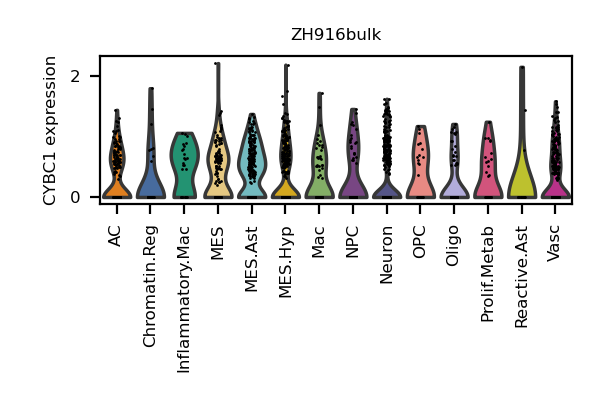 ZH916bulk
CYBC1 expression
2
0
AC
Chromatin.Reg
Inflammatory.Mac
MES
MES.Ast
MES.Hyp
Mac
NPC
Neuron
OPC
Oligo
Prolif.Metab
Reactive.Ast
Vasc